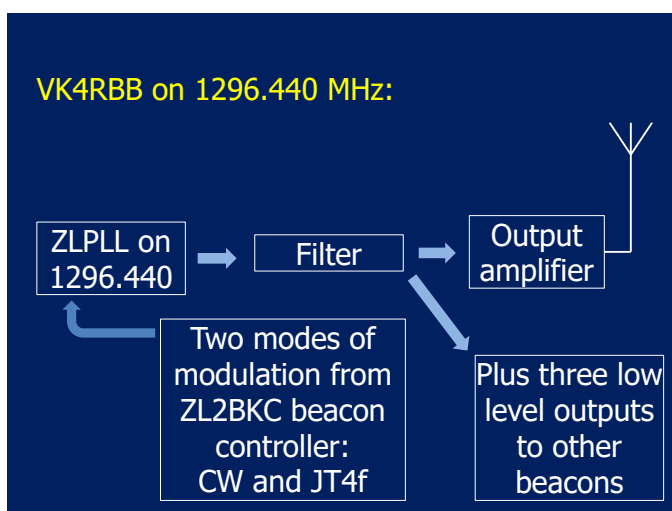 VK4RBB on 1296.440 MHz:
ZLPLL on
1296.440
Filter
Output
amplifier
Two modes of
modulation from
ZL2BKC beacon
controller:
CW and JT4f
Plus three low
level outputs
to other
beacons